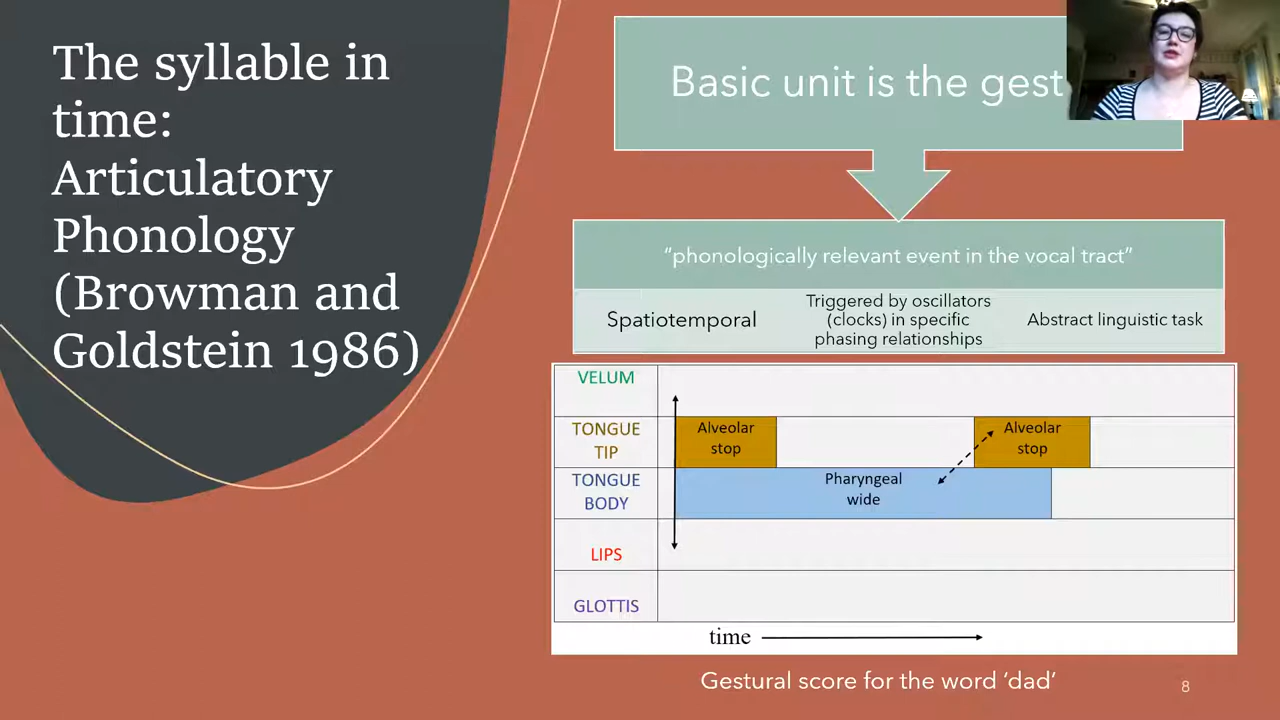 The syllable in
time:
Articulatory
Phonology
(Browman and
Goldstein 1986)
Basic unit is the gest
“phonologically relevant event in the vocal tract”
Spatiotemporal
Triggered by oscillators
(clocks) in specific
phasing relationships
Abstract linguistic task
VELUM
TONGUE
TIP
Alveolar
stop
Alveolar
stop
TONGUE
BODY
Pharyngeal
wide
LIPS
GLOTTIS
time
Gestural score for the word ‘dad’
8